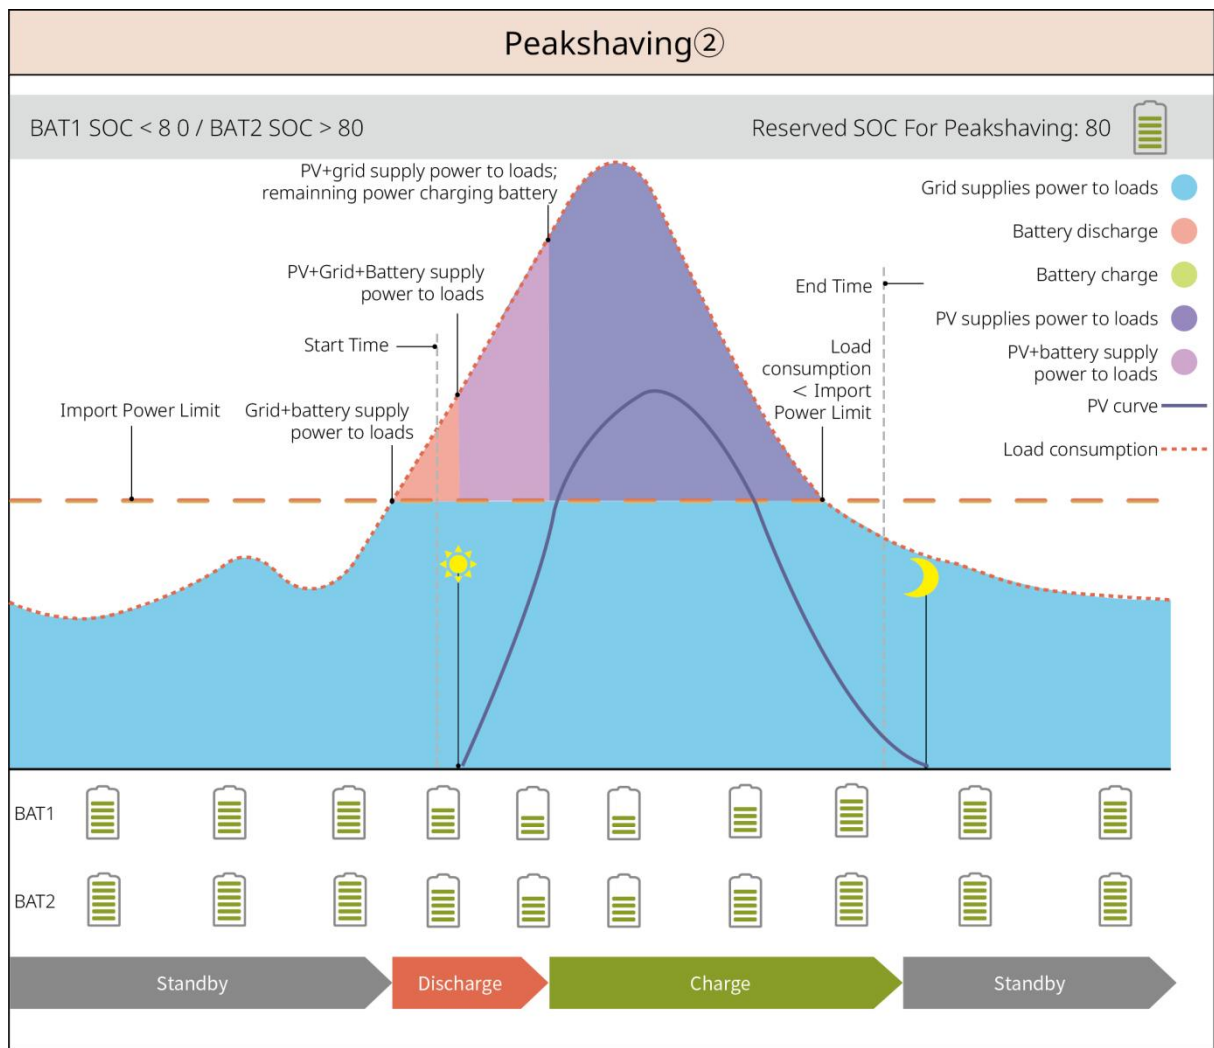 Peakshaving②
BAT1 SOC < 8 0 / BAT2 SOC > 80
Reserved SOC For Peakshaving: 80
PV+grid supply power to loads;
remainning power charging battery
Grid supplies power to loads
Battery discharge
Battery charge
PV supplies power to loads
PV+battery supply
power to loads
PV curve
Load consumption
PV+Grid+Battery supply
power to loads
End Time
Start Time
Load
consumption
< Import
Power Limit
Import Power Limit
Grid+battery supply
power to loads
BAT1
BAT2
Standby
Discharge
Charge
Standby